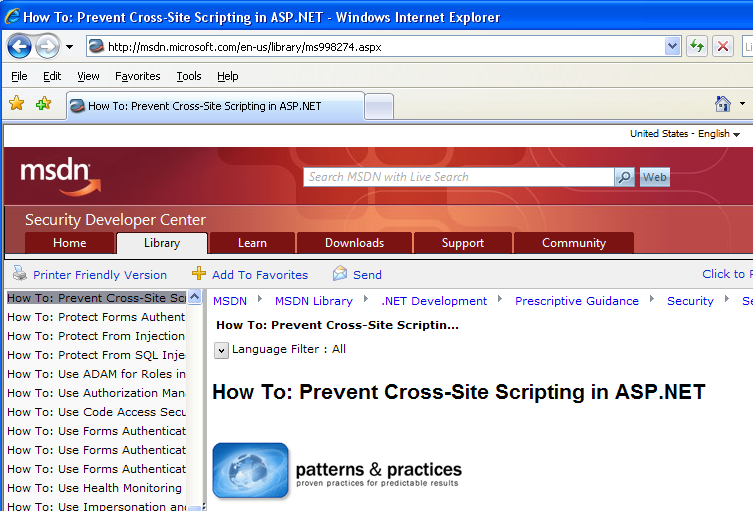 How To: Prevent Cross-Site Scripting in ASP.NET - Windows Internet Explorer
http://msdn.microsoft.com/en-us/library/ms998274.aspx
File Edit View Favorites Tools Help
How To: Prevent Cross-Site Scripting in ASP.NET
United States - English
msdn
Search MSDN with Live Search Web
Security Developer Center
Home Library Learn Downloads Support Community
Printer Friendly Version Add To Favorites Send Click to
How To: Prevent Cross-Site Sc
How To: Protect Forms Authent
How To: Protect From Injection
How To: Protect From SQL Inje
How To: Use ADAM for Roles in
How To: Use Authorization Man
How To: Use Code Access Secu
How To: Use Forms Authenticat
How To: Use Forms Authenticat
How To: Use Forms Authenticat
How To: Use Health Monitoring
How To: Use Impersonation and
MSDN MSDN Library .NET Development Prescriptive Guidance Security
How To: Prevent Cross-Site Scriptin...
Language Filter : All
How To: Prevent Cross-Site Scripting in ASP.NET
patterns & practices
proven practices for predictable results